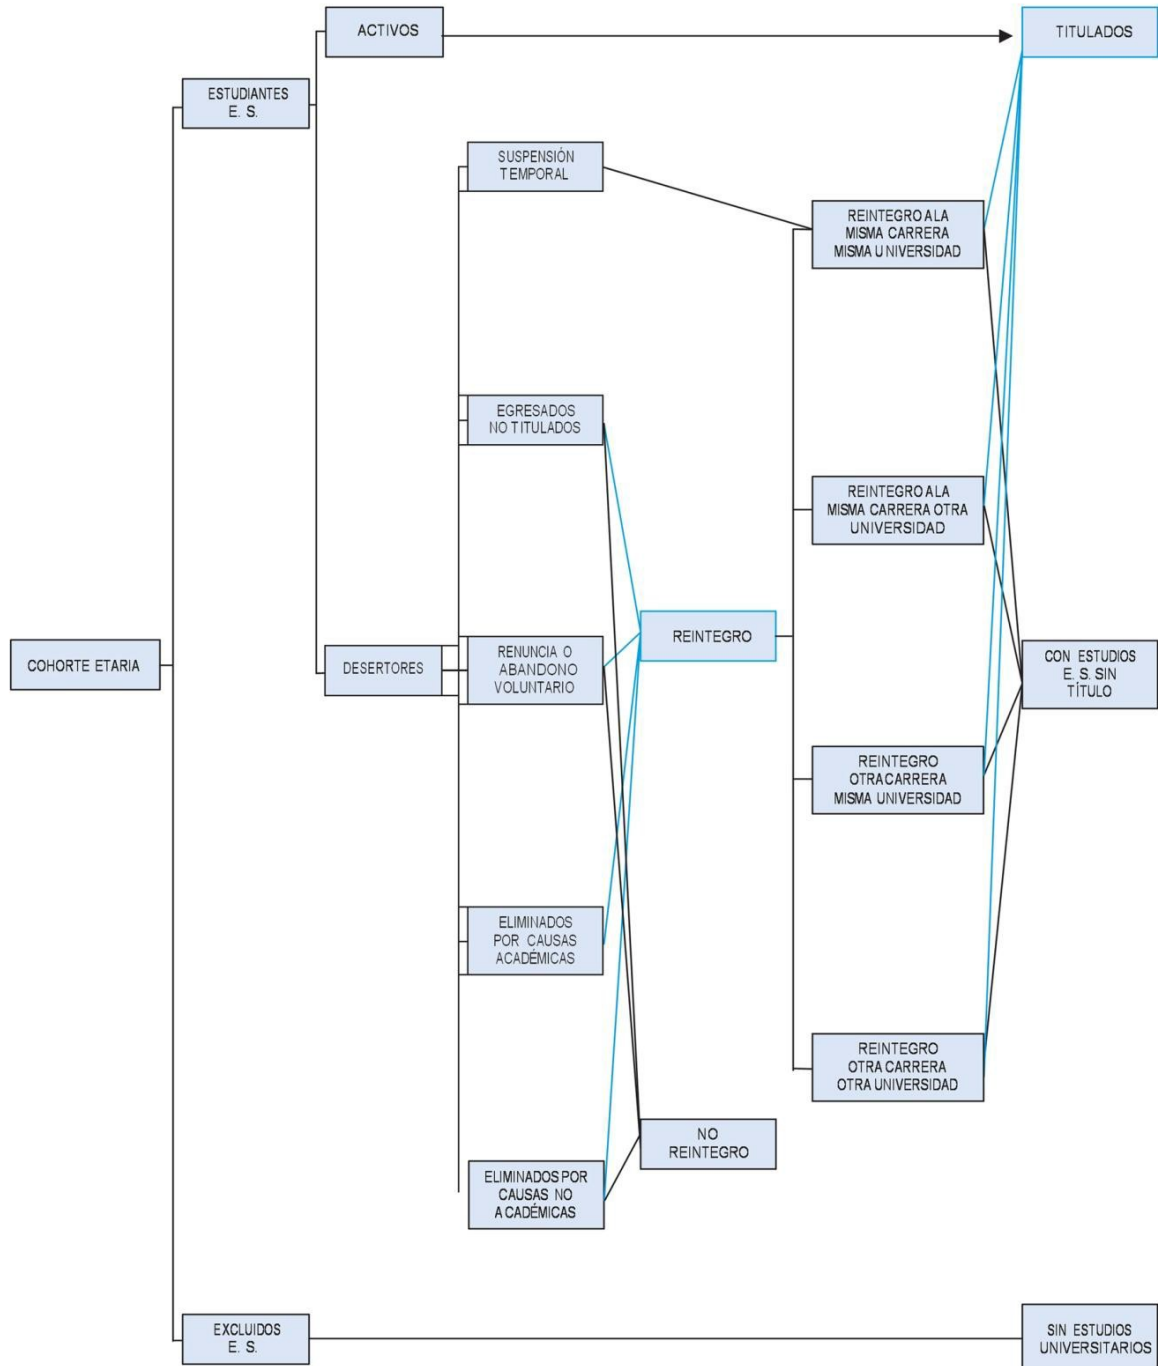 ACTIVOS
TITULADOS
ESTUDIANTES
E. S.
SUSPENSIÓN
TEMPORAL
REINTEGRO A LA
MISMA CARRERA
MISMA UNIVERSIDAD
EGRESADOS
NO TITULADOS
REINTEGRO A LA
MISMA CARRERA OTRA
UNIVERSIDAD
COHORTE ETARIA
DESERTORES
RENUNCIA O
ABANDONO
VOLUNTARIO
REINTEGRO
CON ESTUDIOS
E. S. SIN
TÍTULO
REINTEGRO
OTRA CARRERA
MISMA UNIVERSIDAD
ELIMINADOS
POR CAUSAS
ACADÉMICAS
REINTEGRO
OTRA CARRERA
OTRA UNIVERSIDAD
NO
REINTEGRO
ELIMINADOS POR
CAUSAS NO
ACADÉMICAS
EXCLUIDOS
E. S.
SIN ESTUDIOS
UNIVERSITARIOS